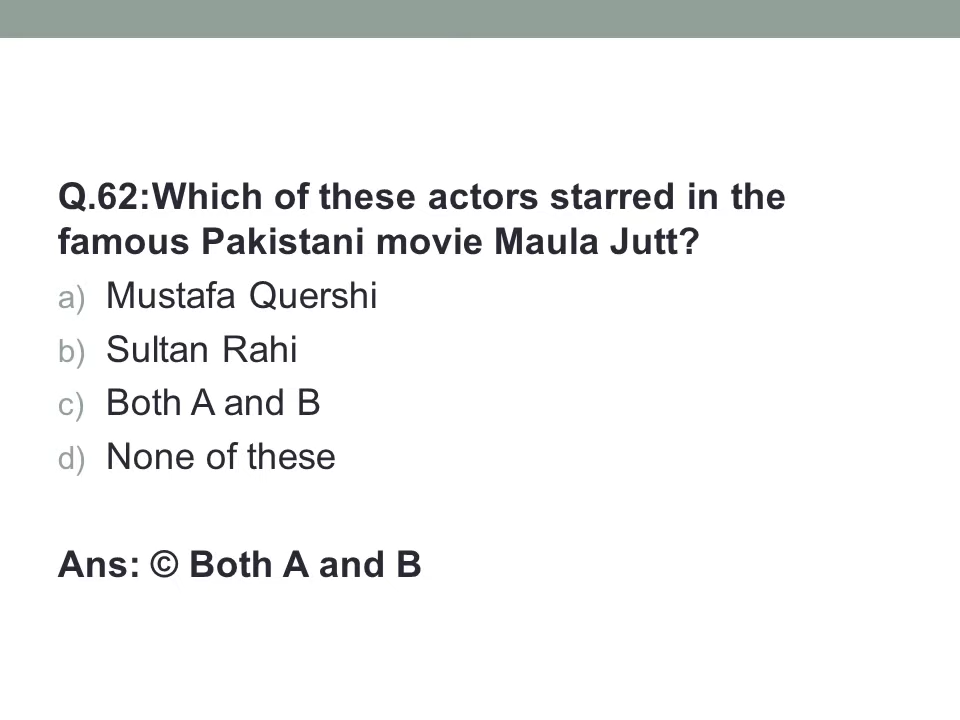 Q.62:Which of these actors starred in the
famous Pakistani movie Maula Jutt?
a) Mustafa Quershi
b) Sultan Rahi
c) Both A and B
d) None of these
Ans: © Both A and B